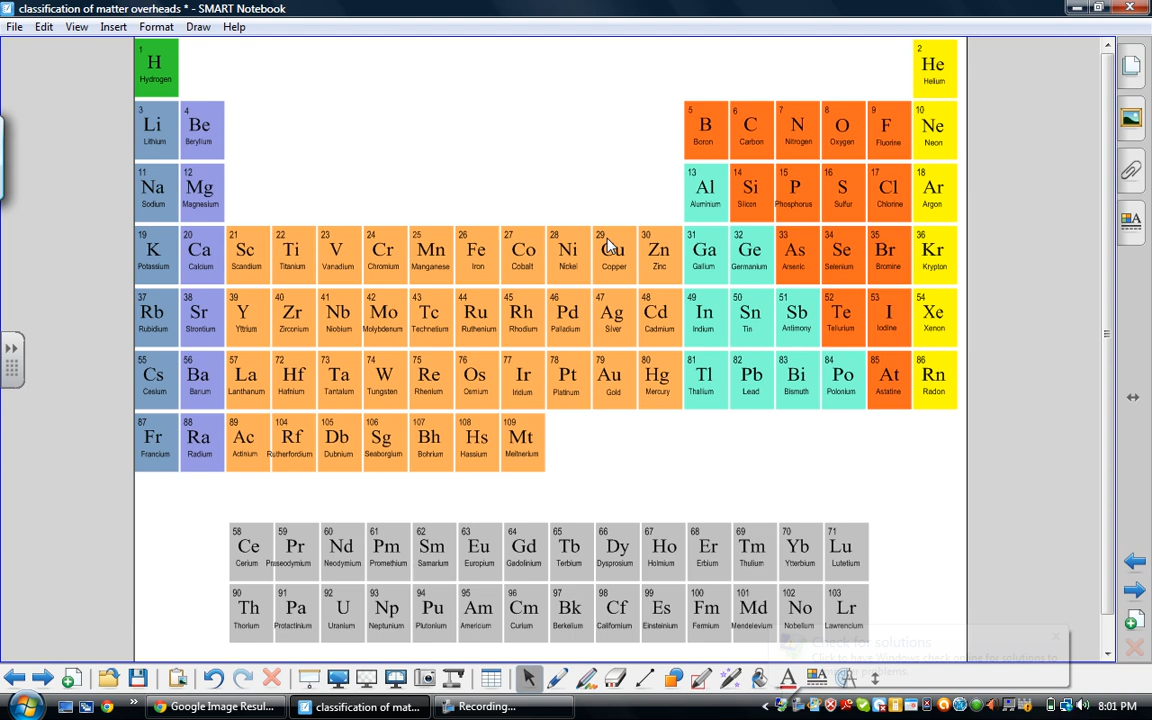 classification of matter overheads * - SMART Notebook
File Edit View Insert Format Tools Draw Help
1 2
H He
Hydrogen Helium
3 4 5 6 7 8 9 10
Li Be B C N O F Ne
Lithium Beryllium Boron Carbon Nitrogen Oxygen Fluorine Neon
11 12 13 14 15 16 17 18
Na Mg Al Si P S Cl Ar
Sodium Magnesium Aluminum Silicon Phosphorus Sulfur Chlorine Argon
19 20 21 22 23 24 25 26 27 28 29 30 31 32 33 34 35 36
K Ca Sc Ti V Cr Mn Fe Co Ni Cu Zn Ga Ge As Se Br Kr
Potassium Calcium Scandium Titanium Vanadium Chromium Manganese Iron Cobalt Nickel Copper Zinc Gallium Germanium Arsenic Selenium Bromine Krypton
37 38 39 40 41 42 43 44 45 46 47 48 49 50 51 52 53 54
Rb Sr Y Zr Nb Mo Tc Ru Rh Pd Ag Cd In Sn Sb Te I Xe
Rubidium Strontium Yttrium Zirconium Niobium Molybdenum Technetium Ruthenium Rhodium Palladium Silver Cadmium Indium Tin Antimony Tellurium Iodine Xenon
55 56 57 72 73 74 75 76 77 78 79 80 81 82 83 84 85 86
Cs Ba La Hf Ta W Re Os Ir Pt Au Hg Tl Pb Bi Po At Rn
Cesium Barium Lanthanum Hafnium Tantalum Tungsten Rhenium Osmium Iridium Platinum Gold Mercury Thallium Lead Bismuth Polonium Astatine Radon
87 88 89 104 105 106 107 108 109
Fr Ra Ac Rf Db Sg Bh Hs Mt
Francium Radium Actinium Rutherfordium Dubnium Seaborgium Bohrium Hassium Meitnerium
58 59 60 61 62 63 64 65 66 67 68 69 70 71
Ce Pr Nd Pm Sm Eu Gd Tb Dy Ho Er Tm Yb Lu
Cerium Praseodymium Neodymium Promethium Samarium Europium Gadolinium Terbium Dysprosium Holmium Erbium Thulium Ytterbium Lutetium
90 91 92 93 94 95 96 97 98 99 100 101 102 103
Th Pa U Np Pu Am Cm Bk Cf Es Fm Md No Lr
Thorium Protactinium Uranium Neptunium Plutonium Americium Curium Berkelium Californium Einsteinium Fermium Mendelevium Nobelium Lawrencium
Check for solutions
Click to have Windows check online for solutions to
problems.
Google Image Resul... classification of mat... Recording... 8:01 PM